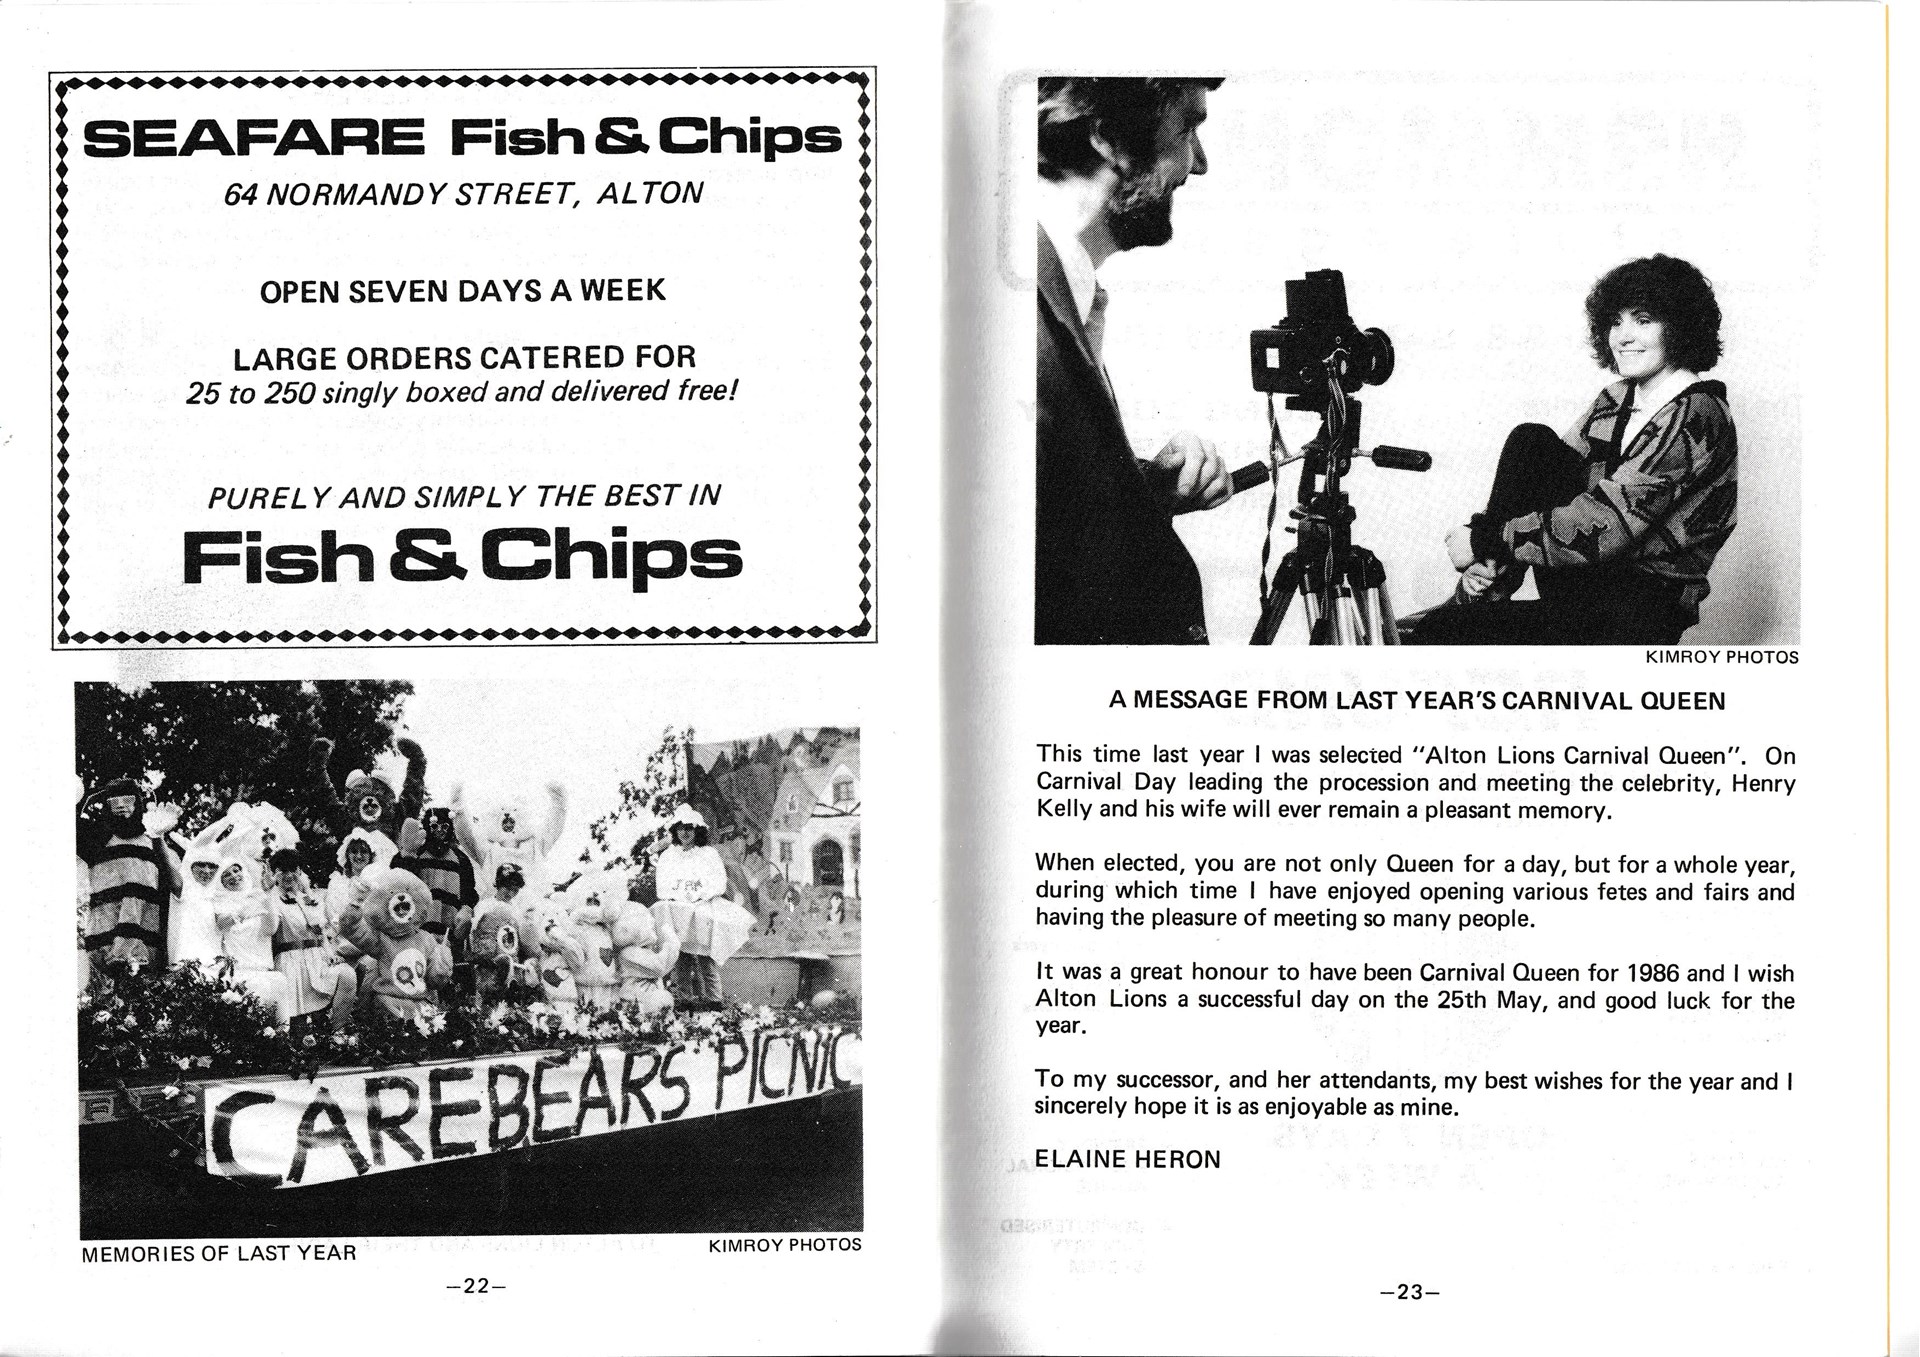 SEAFARE Fish & Chips
64 NORMANDY STREET, ALTON
OPEN SEVEN DAYS A WEEK
LARGE ORDERS CATERED FOR
25 to 250 singly boxed and delivered free!
PURELY AND SIMPLY THE BEST IN
Fish & Chips
CAREBEARS PICNIC
MEMORIES OF LAST YEAR
KIMROY PHOTOS
–22–
KIMROY PHOTOS
A MESSAGE FROM LAST YEAR'S CARNIVAL QUEEN
This time last year I was selected "Alton Lions Carnival Queen". On
Carnival Day leading the procession and meeting the celebrity, Henry
Kelly and his wife will ever remain a pleasant memory.
When elected, you are not only Queen for a day, but for a whole year,
during which time I have enjoyed opening various fetes and fairs and
having the pleasure of meeting so many people.
It was a great honour to have been Carnival Queen for 1986 and I wish
Alton Lions a successful day on the 25th May, and good luck for the
year.
To my successor, and her attendants, my best wishes for the year and I
sincerely hope it is as enjoyable as mine.
ELAINE HERON
–23–